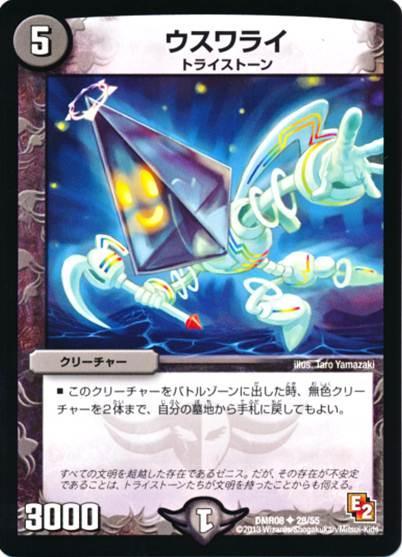 5
ウスワライ
トライストーン
クリーチャー
illus. Taro Yamazaki
■ このクリーチャーをバトルゾーンに出した時、無色クリー
チャーを2体まで、自分の墓地から手札に戻してもよい。
すべての文明を超越した存在であるゼニス。だが、その存在が不安定
であることは、トライストーンたちが文明を持ったことからも伺える。
3000
1
DMR08 ◆ 28/55
E2
©2013 Wizards/Shogakukan/Mitsui-Kids